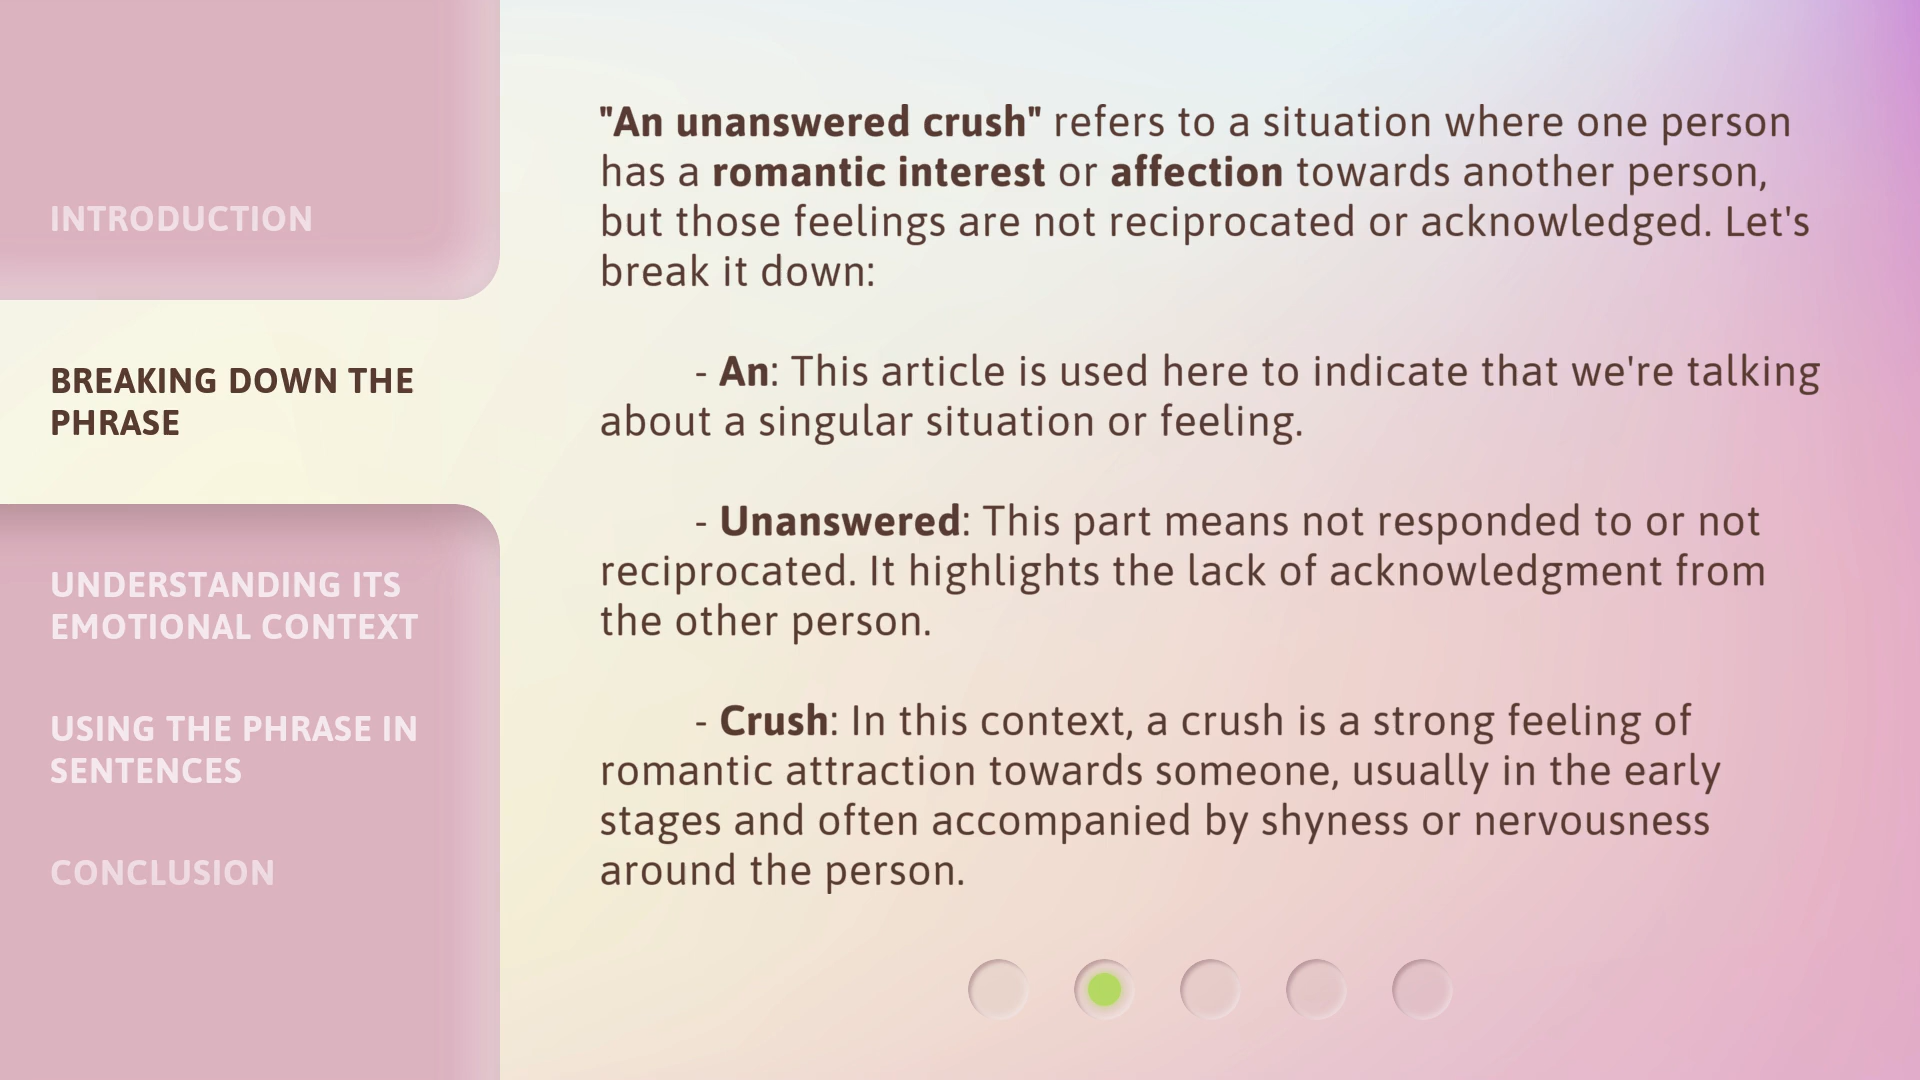 INTRODUCTION
BREAKING DOWN THE
PHRASE
UNDERSTANDING ITS
EMOTIONAL CONTEXT
USING THE PHRASE IN
SENTENCES
CONCLUSION
"An unanswered crush" refers to a situation where one person
has a romantic interest or affection towards another person,
but those feelings are not reciprocated or acknowledged. Let's
break it down:
- An: This article is used here to indicate that we're talking
about a singular situation or feeling.
- Unanswered: This part means not responded to or not
reciprocated. It highlights the lack of acknowledgment from
the other person.
- Crush: In this context, a crush is a strong feeling of
romantic attraction towards someone, usually in the early
stages and often accompanied by shyness or nervousness
around the person.